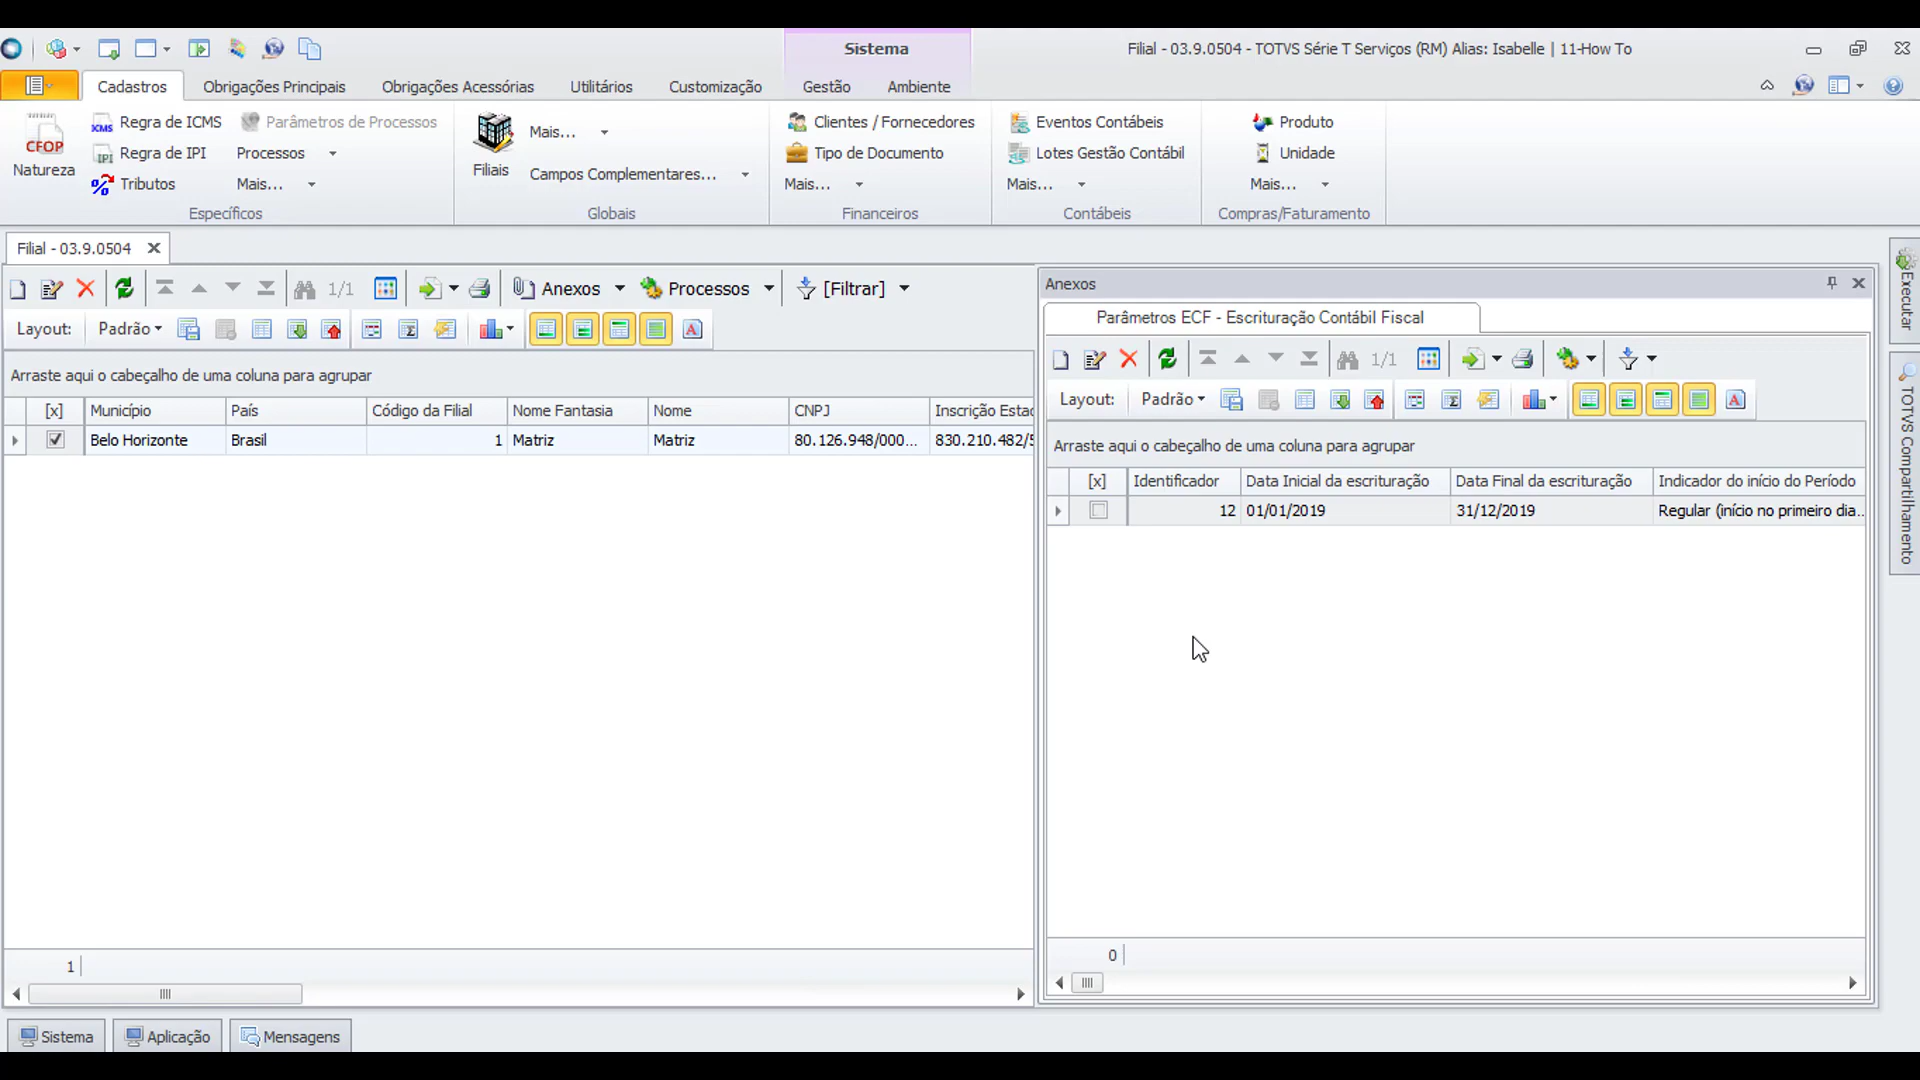 Sistema
Filial - 03.9.0504 - TOTVS Série T Serviços (RM) Alias: Isabelle | 11-How To
Cadastros
Obrigações Principais
Obrigações Acessórias
Utilitários
Customização
Gestão
Ambiente
CFOP
Natureza
ICMS Regra de ICMS
IPI Regra de IPI
Tributos
Parâmetros de Processos
Processos
Mais...
Específicos
Filiais
Mais...
Campos Complementares...
Globais
Clientes / Fornecedores
Tipo de Documento
Mais...
Financeiros
Eventos Contábeis
Lotes Gestão Contábil
Mais...
Contábeis
Produto
Unidade
Mais...
Compras/Faturamento
Filial - 03.9.0504
1/1 Anexos Processos [Filtrar]
Layout: Padrão
Arraste aqui o cabeçalho de uma coluna para agrupar
[x] Município País Código da Filial Nome Fantasia Nome CNPJ Inscrição Estac
Belo Horizonte Brasil 1 Matriz Matriz 80.126.948/000... 830.210.482/5
1
Anexos
Parâmetros ECF - Escrituração Contábil Fiscal
1/1
Layout: Padrão
Arraste aqui o cabeçalho de uma coluna para agrupar
[x] Identificador Data Inicial da escrituração Data Final da escrituração Indicador do início do Período
12 01/01/2019 31/12/2019 Regular (início no primeiro dia...
0
Executar
TOTVS Compartilhamento
Sistema
Aplicação
Mensagens